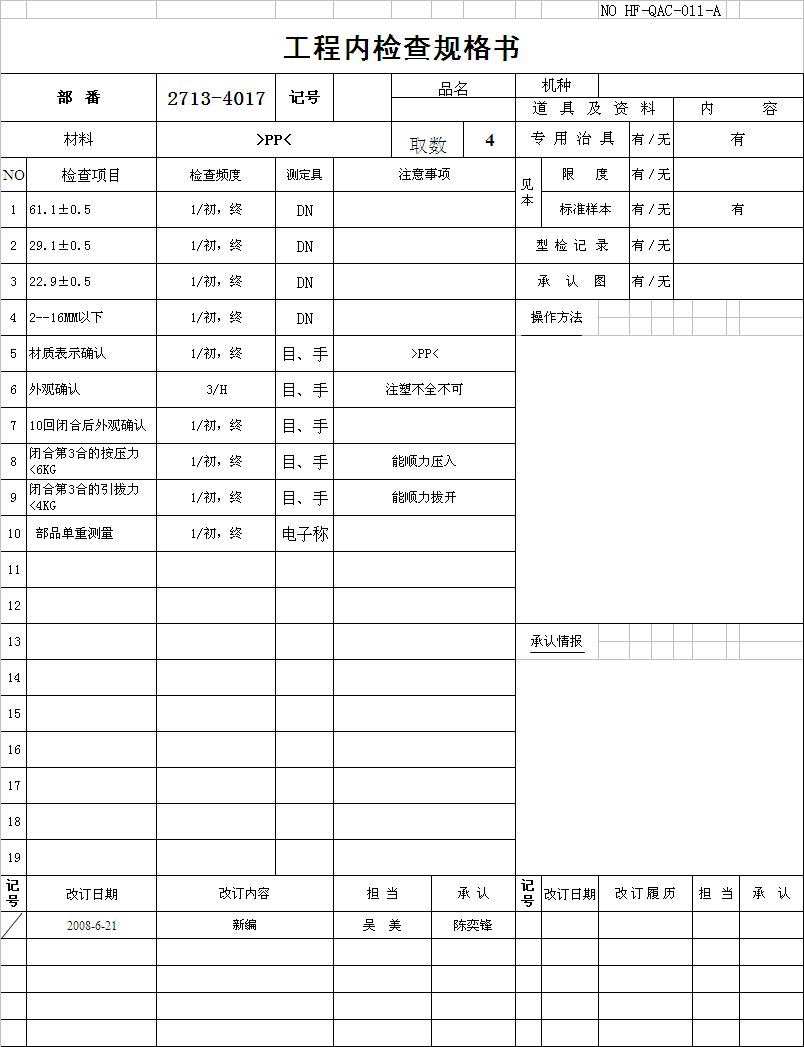 NO HF-QAC-011-A
工程内检查规格书
部 番 2713-4017 记号 品名 机种
道 具 及 资 料 内 容
材料 >PP< 取数 4 专 用 治 具 有/无 有
NO 检查项目 检查频度 测定具 注意事项 见本 限 度 有/无
1 61.1±0.5 1/初，终 DN 标准样本 有/无 有
2 29.1±0.5 1/初，终 DN 型 检 记 录 有/无
3 22.9±0.5 1/初，终 DN 承 认 图 有/无
4 2--16MM以下 1/初，终 DN 操作方法
5 材质表示确认 1/初，终 目、手 >PP<
6 外观确认 3/H 目、手 注塑不全不可
7 10回闭合后外观确认 1/初，终 目、手
8 闭合第3合的按压力<6KG 1/初，终 目、手 能顺力压入
9 闭合第3合的引拨力<4KG 1/初，终 目、手 能顺力拨开
10 部品单重测量 1/初，终 电子称
11
12
13 承认情报
14
15
16
17
18
19
记号 改订日期 改订内容 担 当 承 认 记号 改订日期 改 订 履 历 担 当 承 认
2008-6-21 新编 吴 美 陈奕锋